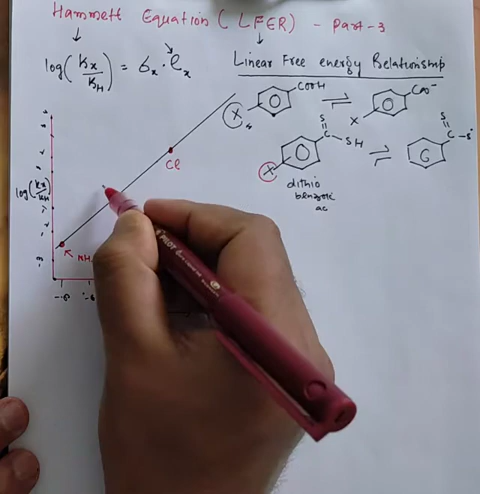 Hammett Equation ( LFER) - Part-3
log(kx/kH) = σx · ρx
Linear Free energy Relationship
X COOH ⇌ X COO⁻
X S C-SH ⇌ S C-S⁻
dithio
benzoic
ac
Cl
log(kx/kH)
NH
PILOT